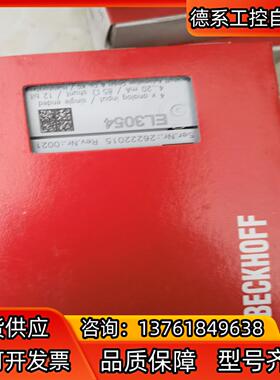 德系工控自
4 x analog input / single ended
4...20 mA / 85 Ω shunt / 12 bit
EL3054
Ser.Nr.:26222015 Rev.Nr.:0021
BECKHOFF
货供应
咨询：13761849638
可开发票
品质保障
型号齐